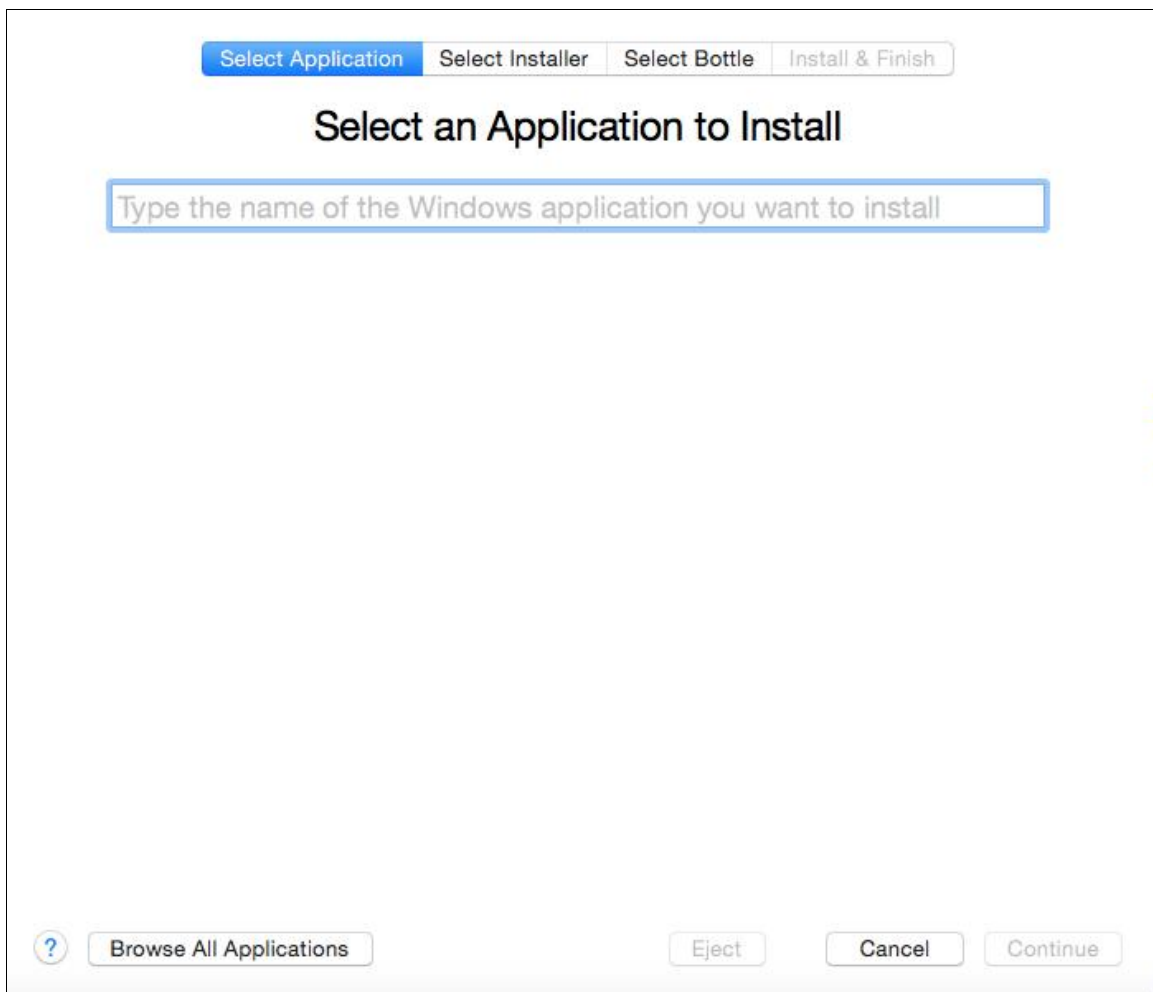 Select Application Select Installer Select Bottle Install & Finish
Select an Application to Install
Type the name of the Windows application you want to install
? Browse All Applications Eject Cancel Continue